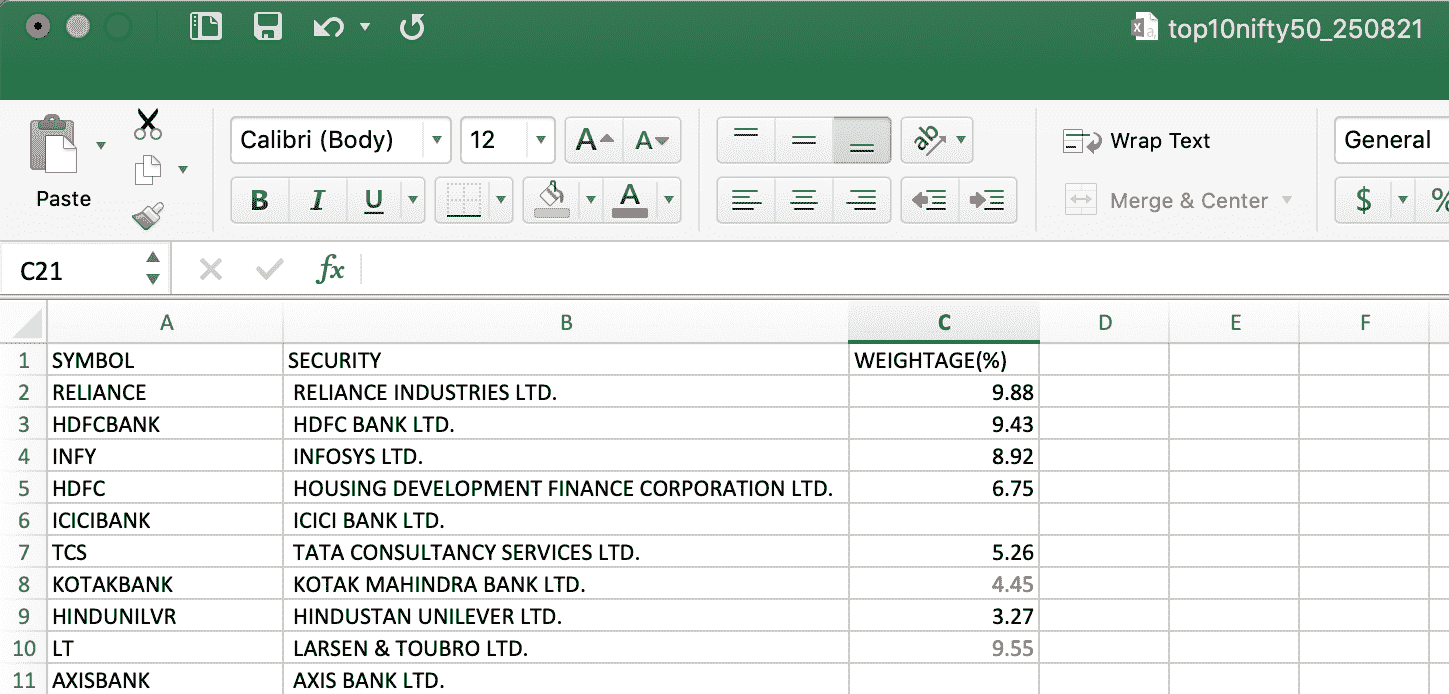 top10nifty50_250821
Calibri (Body) 12 A A ab Wrap Text General
Paste B I U A Merge & Center $ %
C21 fx
A B C D E F
1 SYMBOL SECURITY WEIGHTAGE(%)
2 RELIANCE RELIANCE INDUSTRIES LTD. 9.88
3 HDFCBANK HDFC BANK LTD. 9.43
4 INFY INFOSYS LTD. 8.92
5 HDFC HOUSING DEVELOPMENT FINANCE CORPORATION LTD. 6.75
6 ICICIBANK ICICI BANK LTD.
7 TCS TATA CONSULTANCY SERVICES LTD. 5.26
8 KOTAKBANK KOTAK MAHINDRA BANK LTD. 4.45
9 HINDUNILVR HINDUSTAN UNILEVER LTD. 3.27
10 LT LARSEN & TOUBRO LTD. 9.55
11 AXISBANK AXIS BANK LTD.